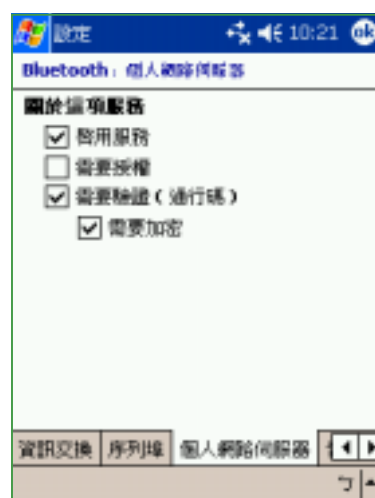 設定 10:21 ok
Bluetooth：個人網路伺服器
關於這項服務
啓用服務
需要授權
需要驗證（通行碼）
需要加密
資訊交換 序列埠 個人網路伺服器
ㄅ